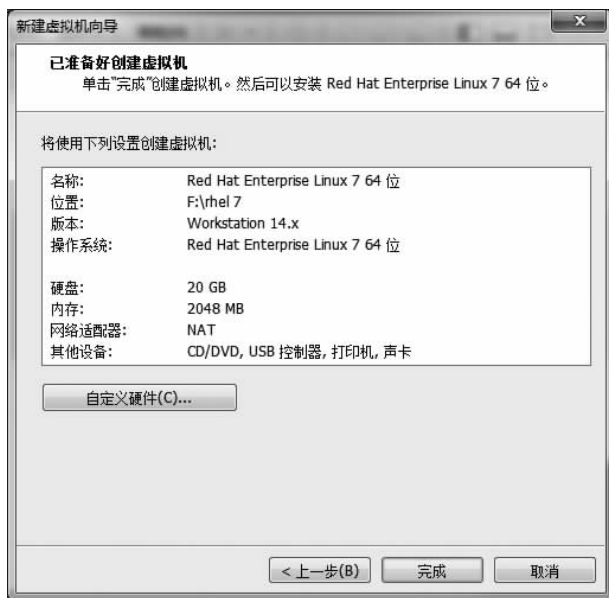 新建虚拟机向导
已准备好创建虚拟机
单击"完成"创建虚拟机。然后可以安装 Red Hat Enterprise Linux 7 64 位。
将使用下列设置创建虚拟机:
名称: Red Hat Enterprise Linux 7 64 位
位置: F:\rhel 7
版本: Workstation 14.x
操作系统: Red Hat Enterprise Linux 7 64 位
硬盘: 20 GB
内存: 2048 MB
网络适配器: NAT
其他设备: CD/DVD, USB 控制器, 打印机, 声卡
自定义硬件(C)...
< 上一步(B) 完成 取消